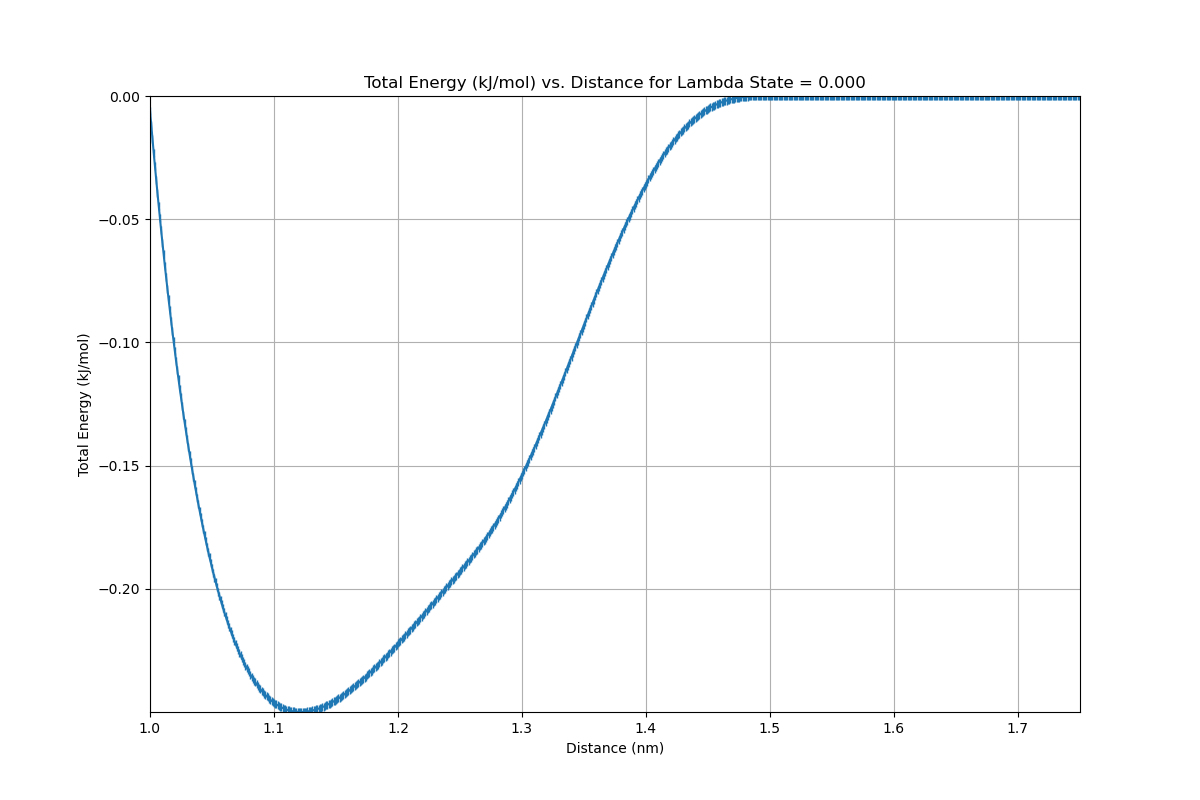 Total Energy (kJ/mol) vs. Distance for Lambda State = 0.000
0.00
−0.05
−0.10
−0.15
−0.20
Total Energy (kJ/mol)
1.0 1.1 1.2 1.3 1.4 1.5 1.6 1.7
Distance (nm)